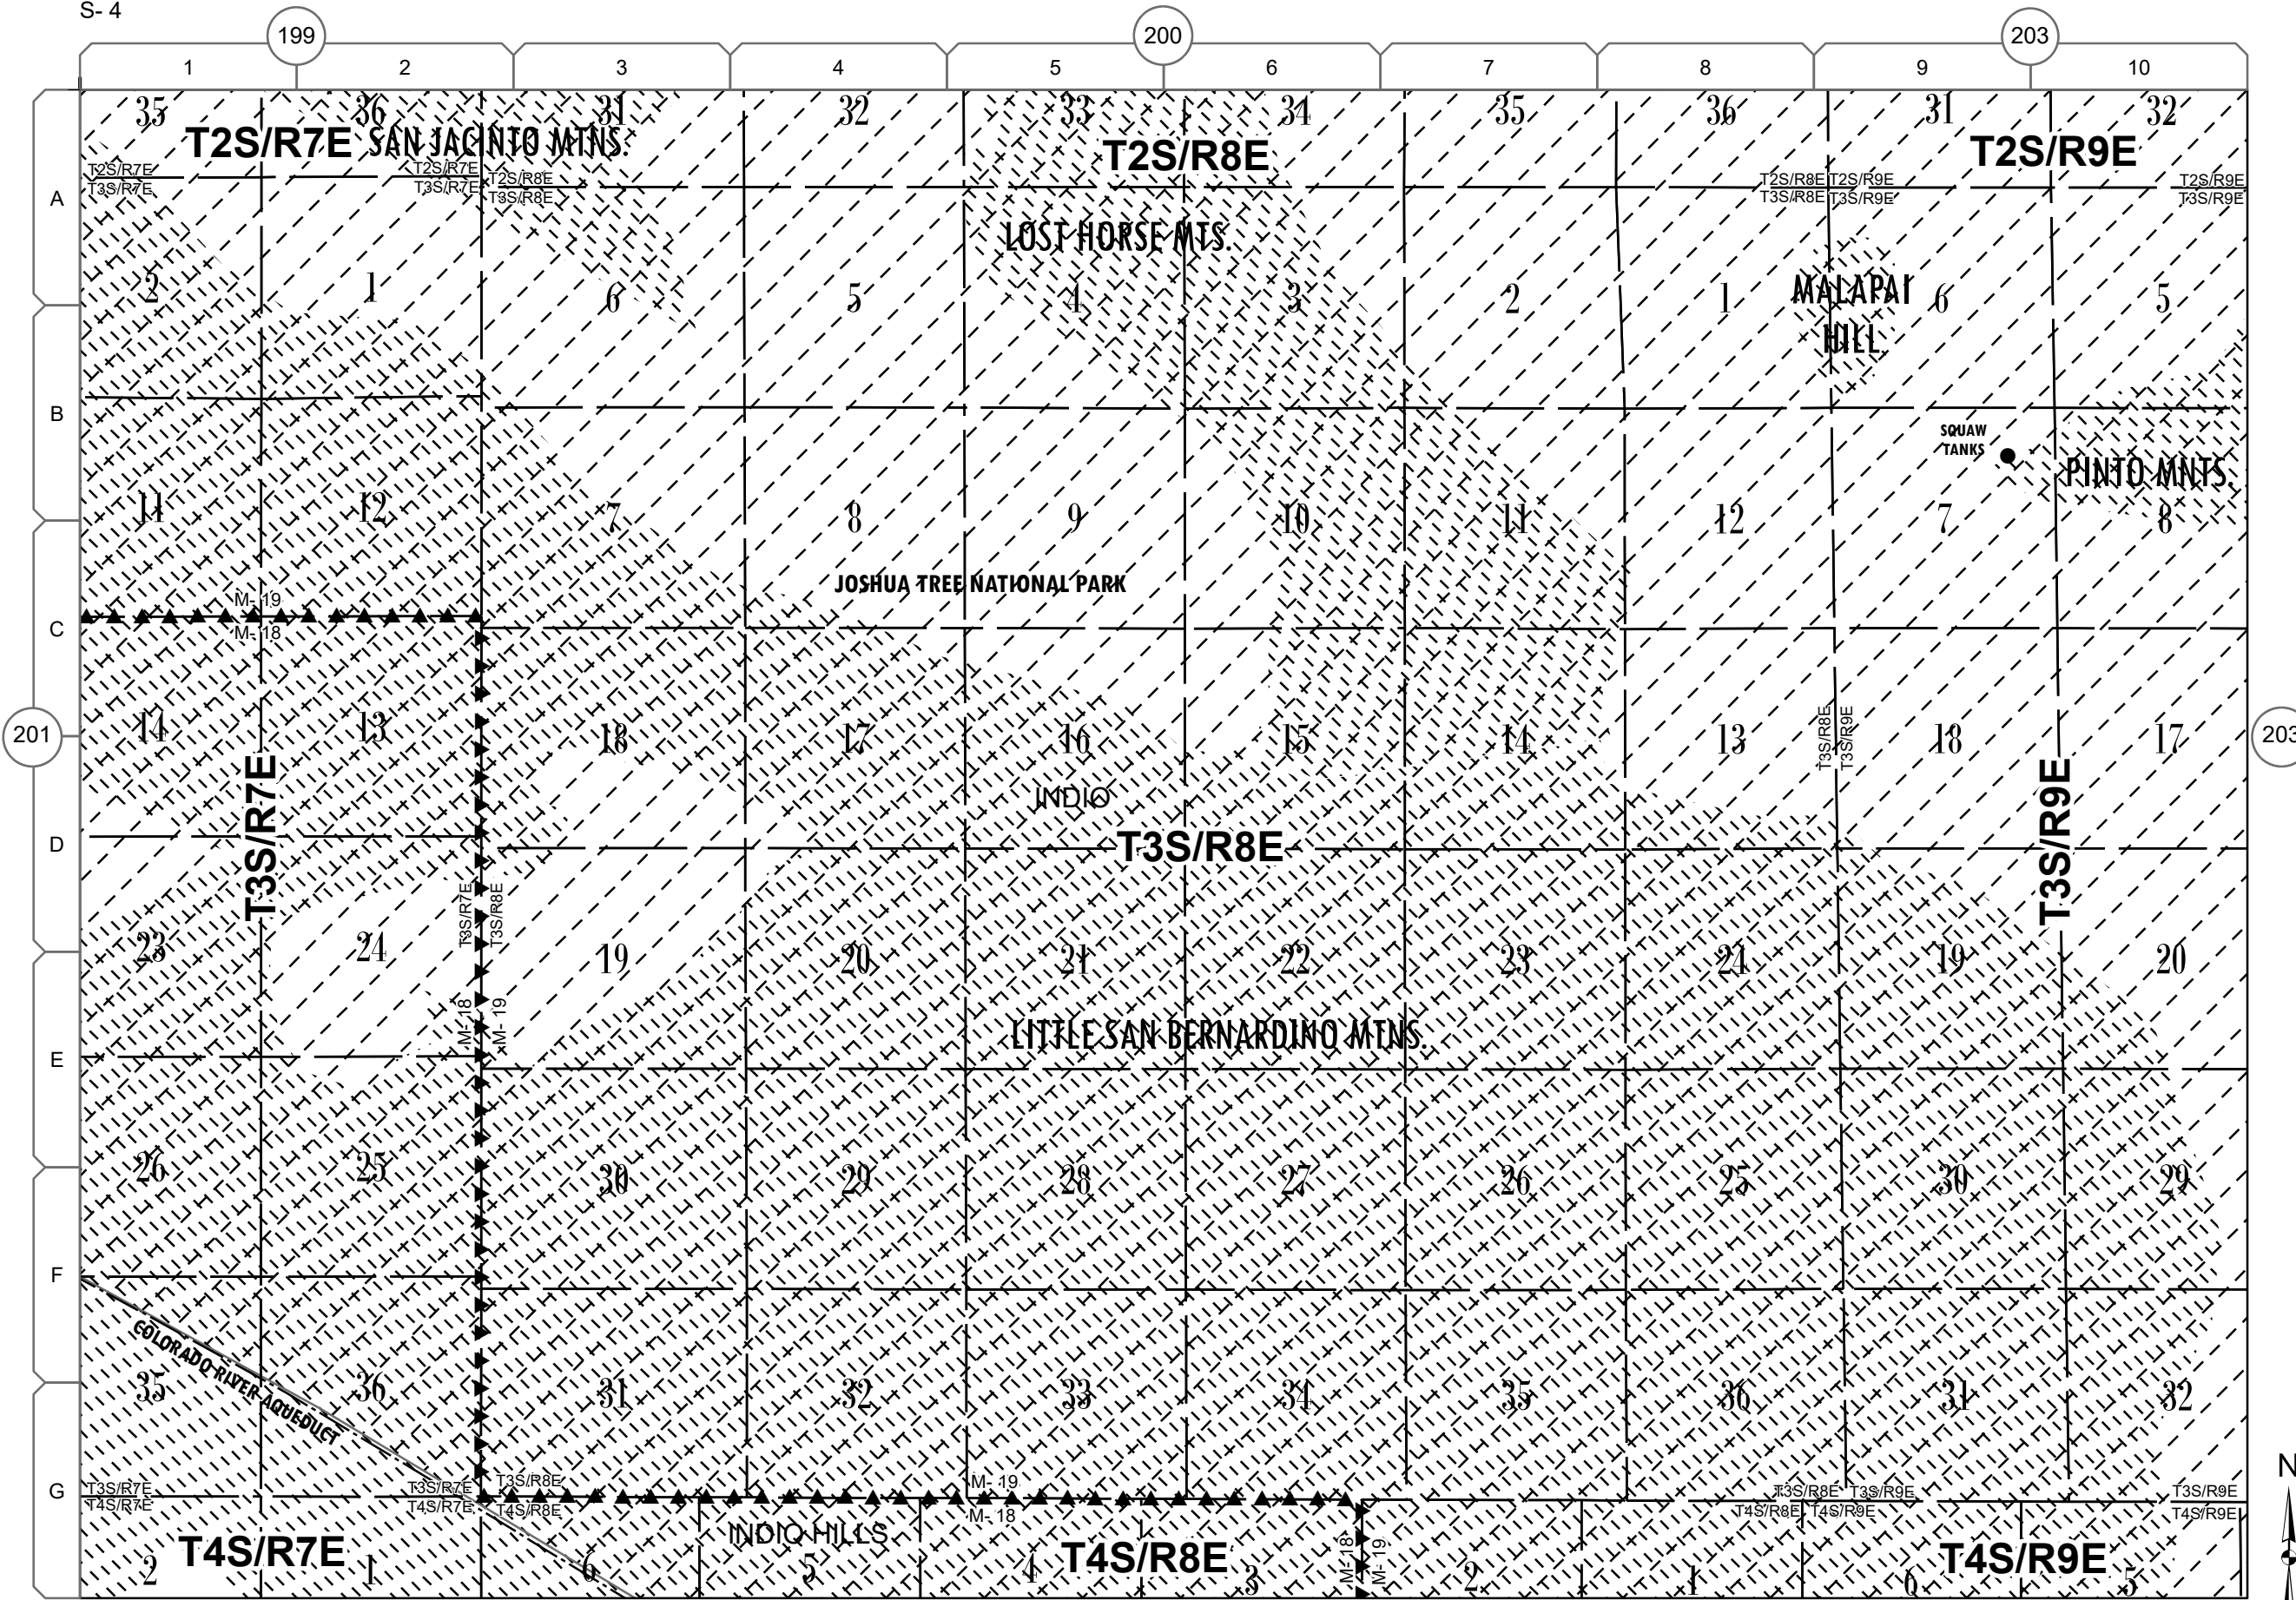 S- 4
199 200 203
1 2 3 4 5 6 7 8 9 10
35 36 31 32 33 34 35 36 31 32
T2S/R7E SAN JACINTO MTNS. T2S/R8E T2S/R9E
T2S/R7E T2S/R7E T2S/R8E T2S/R8E T2S/R9E T2S/R9E
T3S/R7E T3S/R7E T3S/R8E T3S/R8E T3S/R9E T3S/R9E
A
LOST HORSE MTS.
2 1 6 5 4 3 2 1 6 5
MALAPAI
HILL
B
SQUAW
TANKS
PINTO MNTS.
11 12 7 8 9 10 11 12 7 8
JOSHUA TREE NATIONAL PARK
M- 19
M- 18
C
14 13 18 17 16 15 14 13 18 17
T3S/R8E
T3S/R9E
201 203
INDIO
D
T3S/R7E T3S/R8E T3S/R9E
T3S/R7E
T3S/R8E
23 24 19 20 21 22 23 24 19 20
M- 18
M- 19
LITTLE SAN BERNARDINO MTNS.
E
26 25 30 29 28 27 26 25 30 29
F
COLORADO RIVER AQUEDUCT
35 36 31 32 33 34 35 36 31 32
N
T3S/R7E T3S/R7E T3S/R8E M- 19 T3S/R8E T3S/R9E T3S/R9E
G
T4S/R7E T4S/R7E T4S/R8E M- 18 T4S/R8E T4S/R9E T4S/R9E
INDIO HILLS
T4S/R7E T4S/R8E T4S/R9E
M- 18
M- 19
2 1 6 5 4 3 2 1 6 5